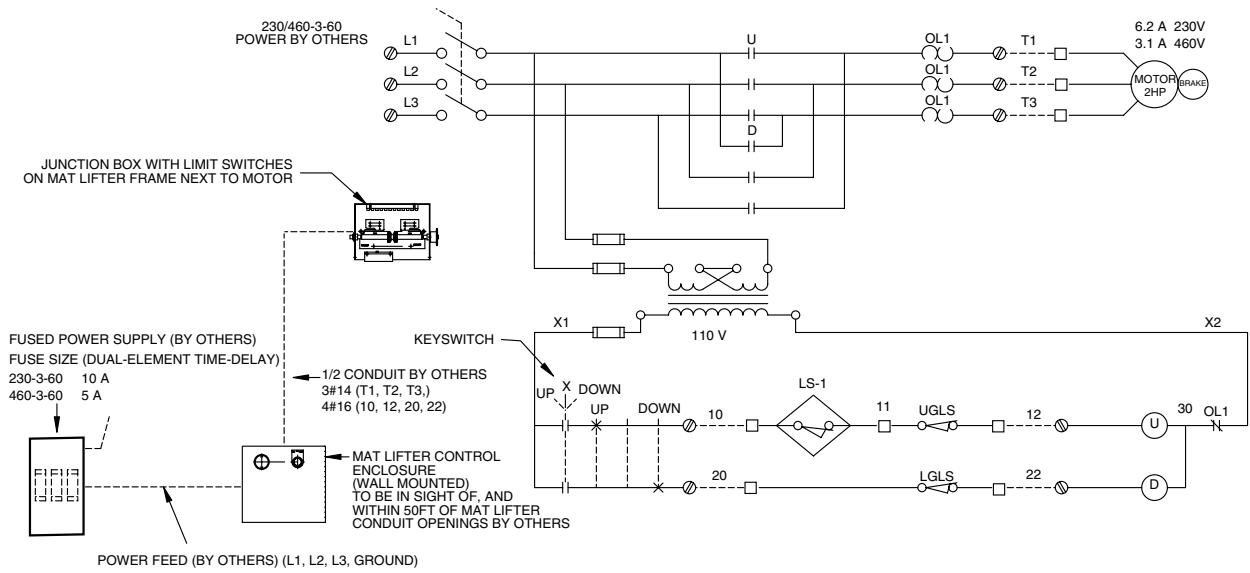 230/460-3-60
POWER BY OTHERS
L1
L2
L3
U
D
OL1
OL1
OL1
T1
T2
T3
6.2 A 230V
3.1 A 460V
MOTOR
2HP
BRAKE
JUNCTION BOX WITH LIMIT SWITCHES
ON MAT LIFTER FRAME NEXT TO MOTOR
X1
110 V
X2
KEYSWITCH
FUSED POWER SUPPLY (BY OTHERS)
FUSE SIZE (DUAL-ELEMENT TIME-DELAY)
230-3-60 10 A
460-3-60 5 A
1/2 CONDUIT BY OTHERS
3#14 (T1, T2, T3,)
4#16 (10, 12, 20, 22)
UP X DOWN
UP
DOWN
10
LS-1
11
UGLS
12
U
30
OL1
20
LGLS
22
D
MAT LIFTER CONTROL
ENCLOSURE
(WALL MOUNTED)
TO BE IN SIGHT OF, AND
WITHIN 50FT OF MAT LIFTER
CONDUIT OPENINGS BY OTHERS
POWER FEED (BY OTHERS) (L1, L2, L3, GROUND)